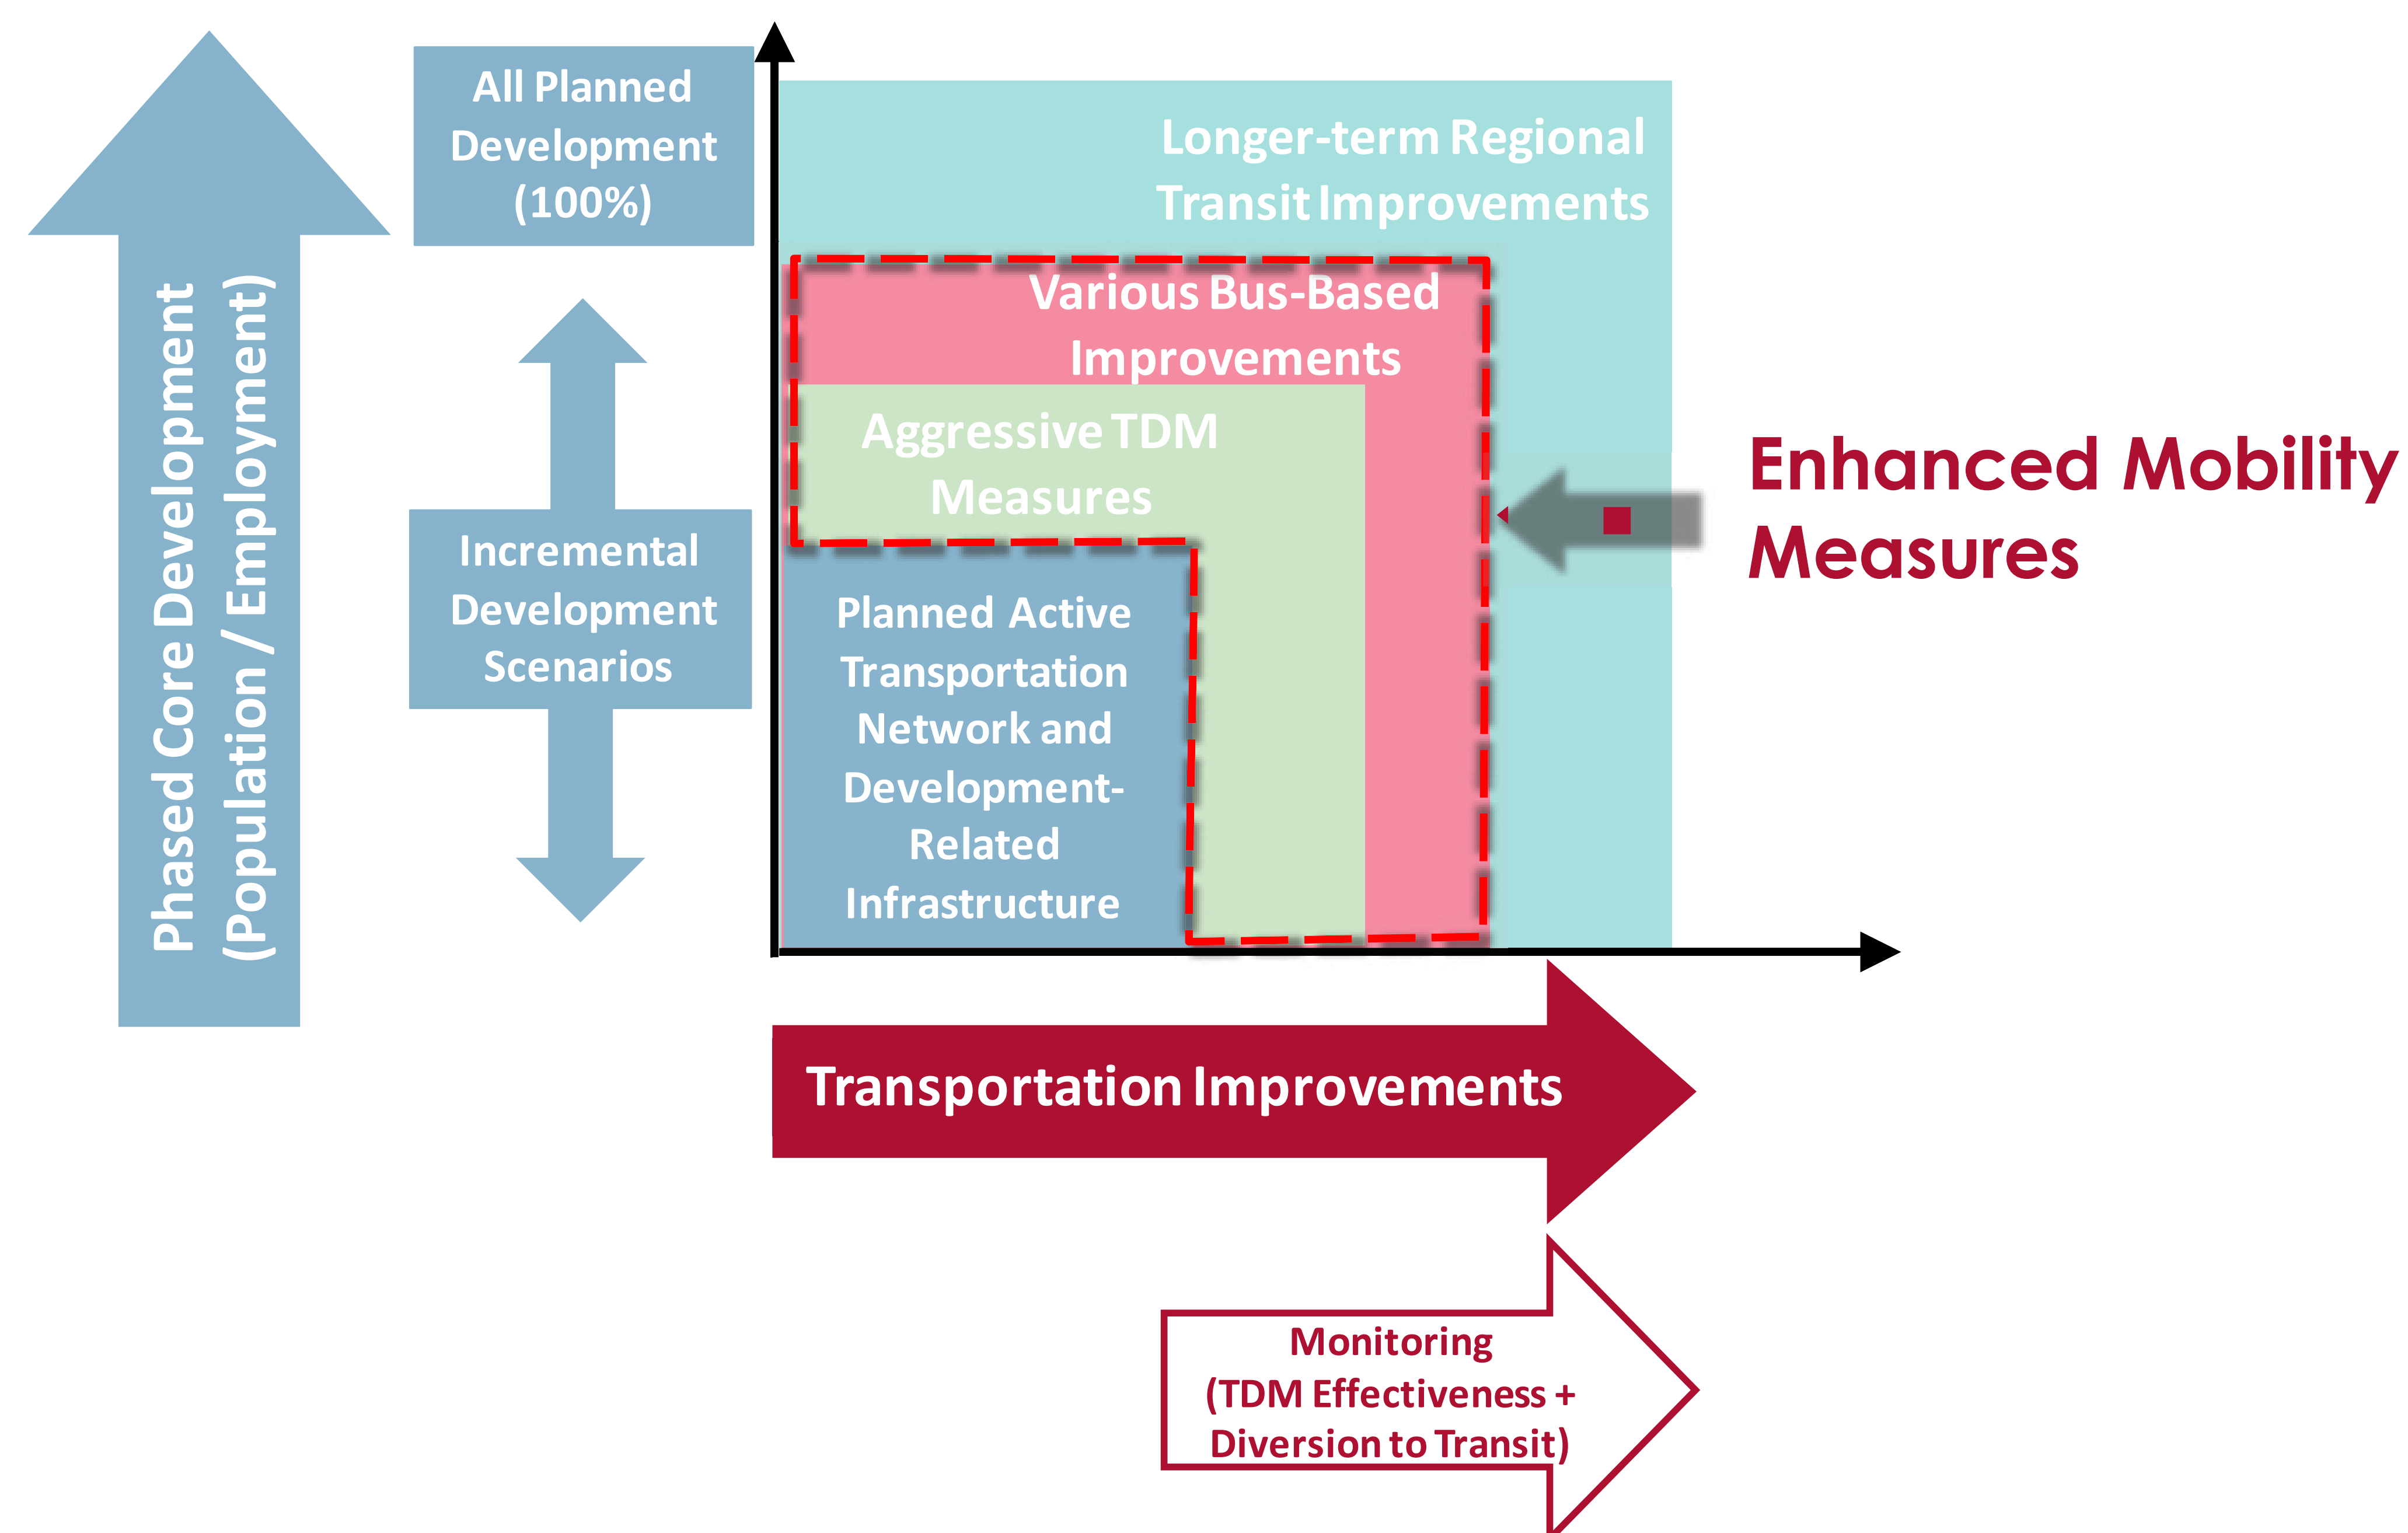 Phased Core Development
(Population / Employment)
All Planned
Development
(100%)
Incremental
Development
Scenarios
Longer-term Regional
Transit Improvements
Various Bus-Based
Improvements
Aggressive TDM
Measures
Planned Active
Transportation
Network and
Development-
Related
Infrastructure
Enhanced Mobility
Measures
Transportation Improvements
Monitoring
(TDM Effectiveness +
Diversion to Transit)